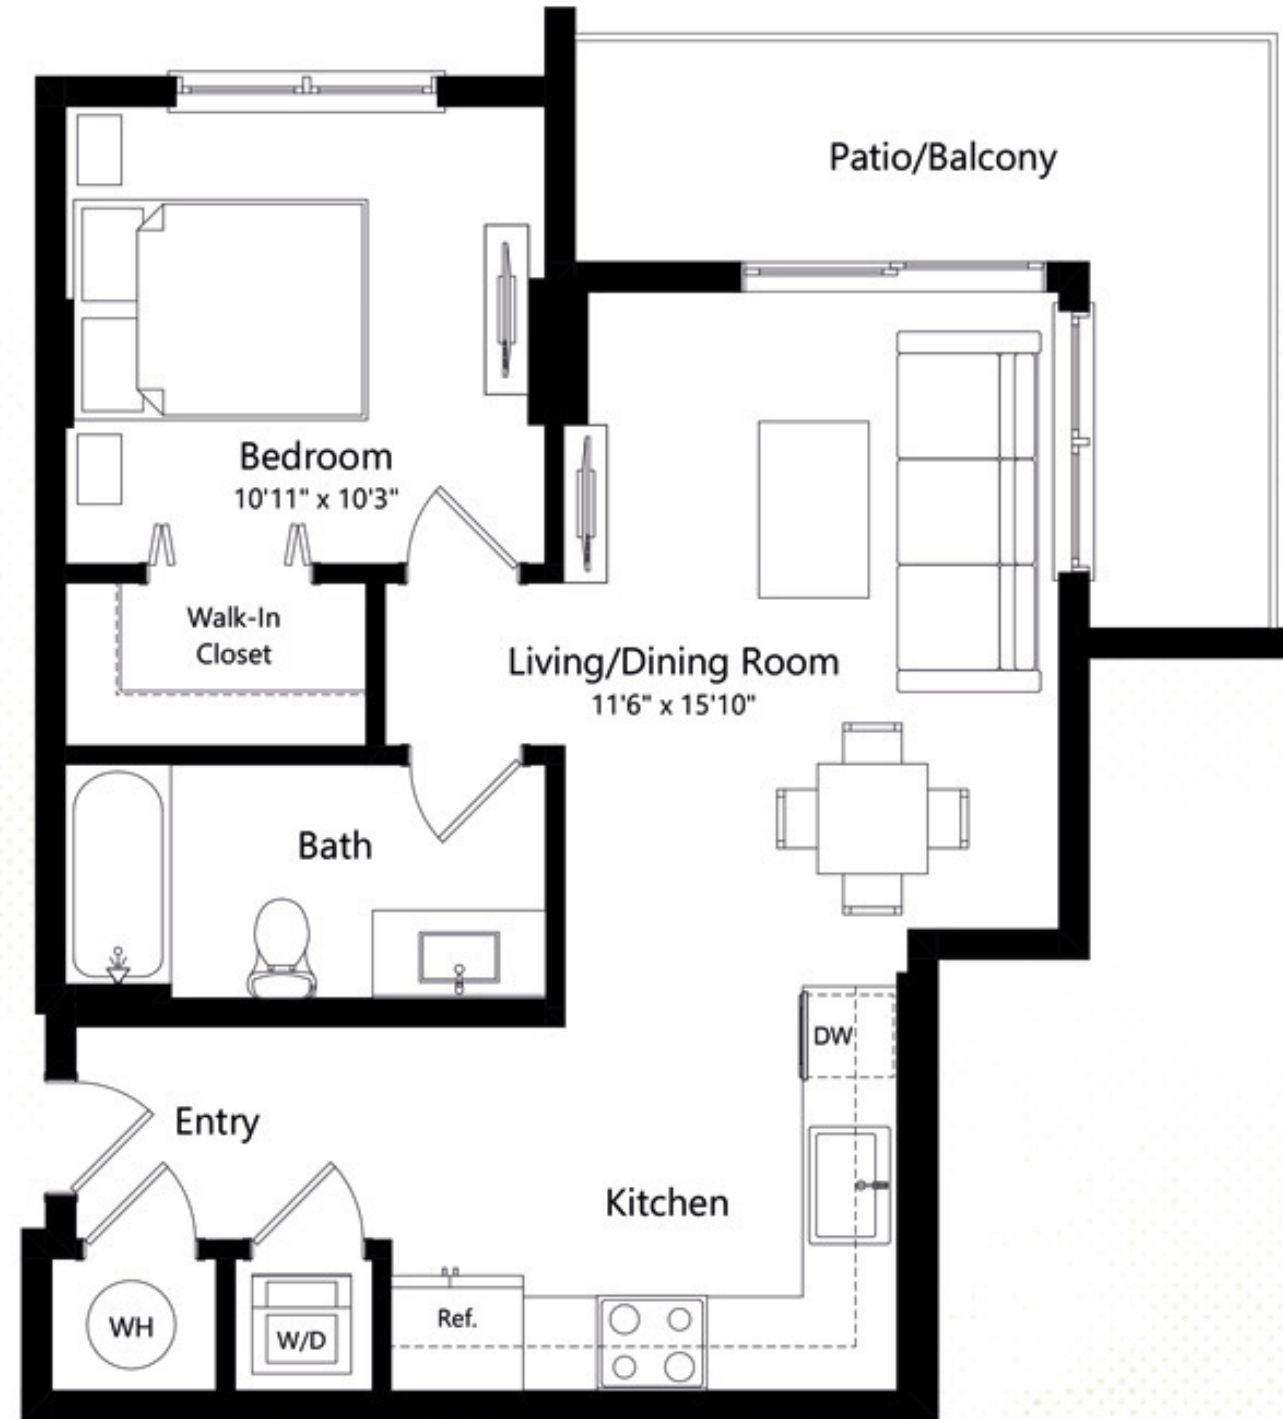 Patio/Balcony
Bedroom
10'11" x 10'3"
Walk-In
Closet
Living/Dining Room
11'6" x 15'10"
Bath
DW
Entry
Kitchen
Ref.
WH
W/D